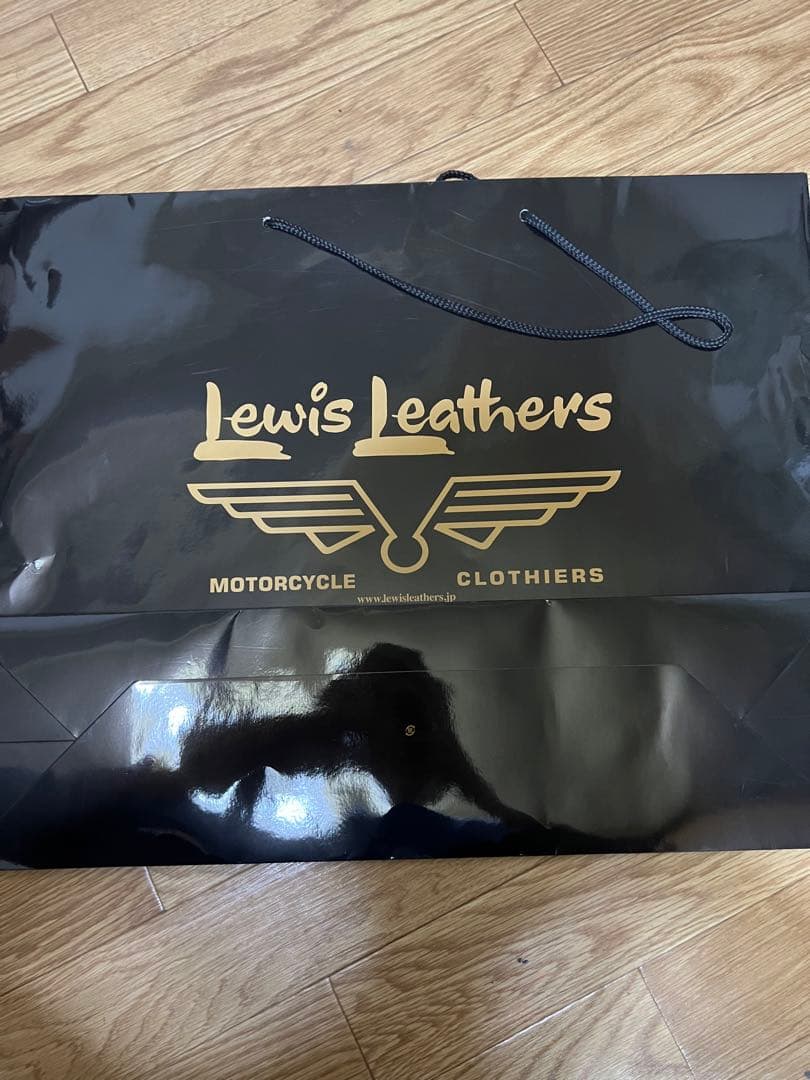 Lewis Leathers
MOTORCYCLE CLOTHIERS
www.lewisleathers.jp